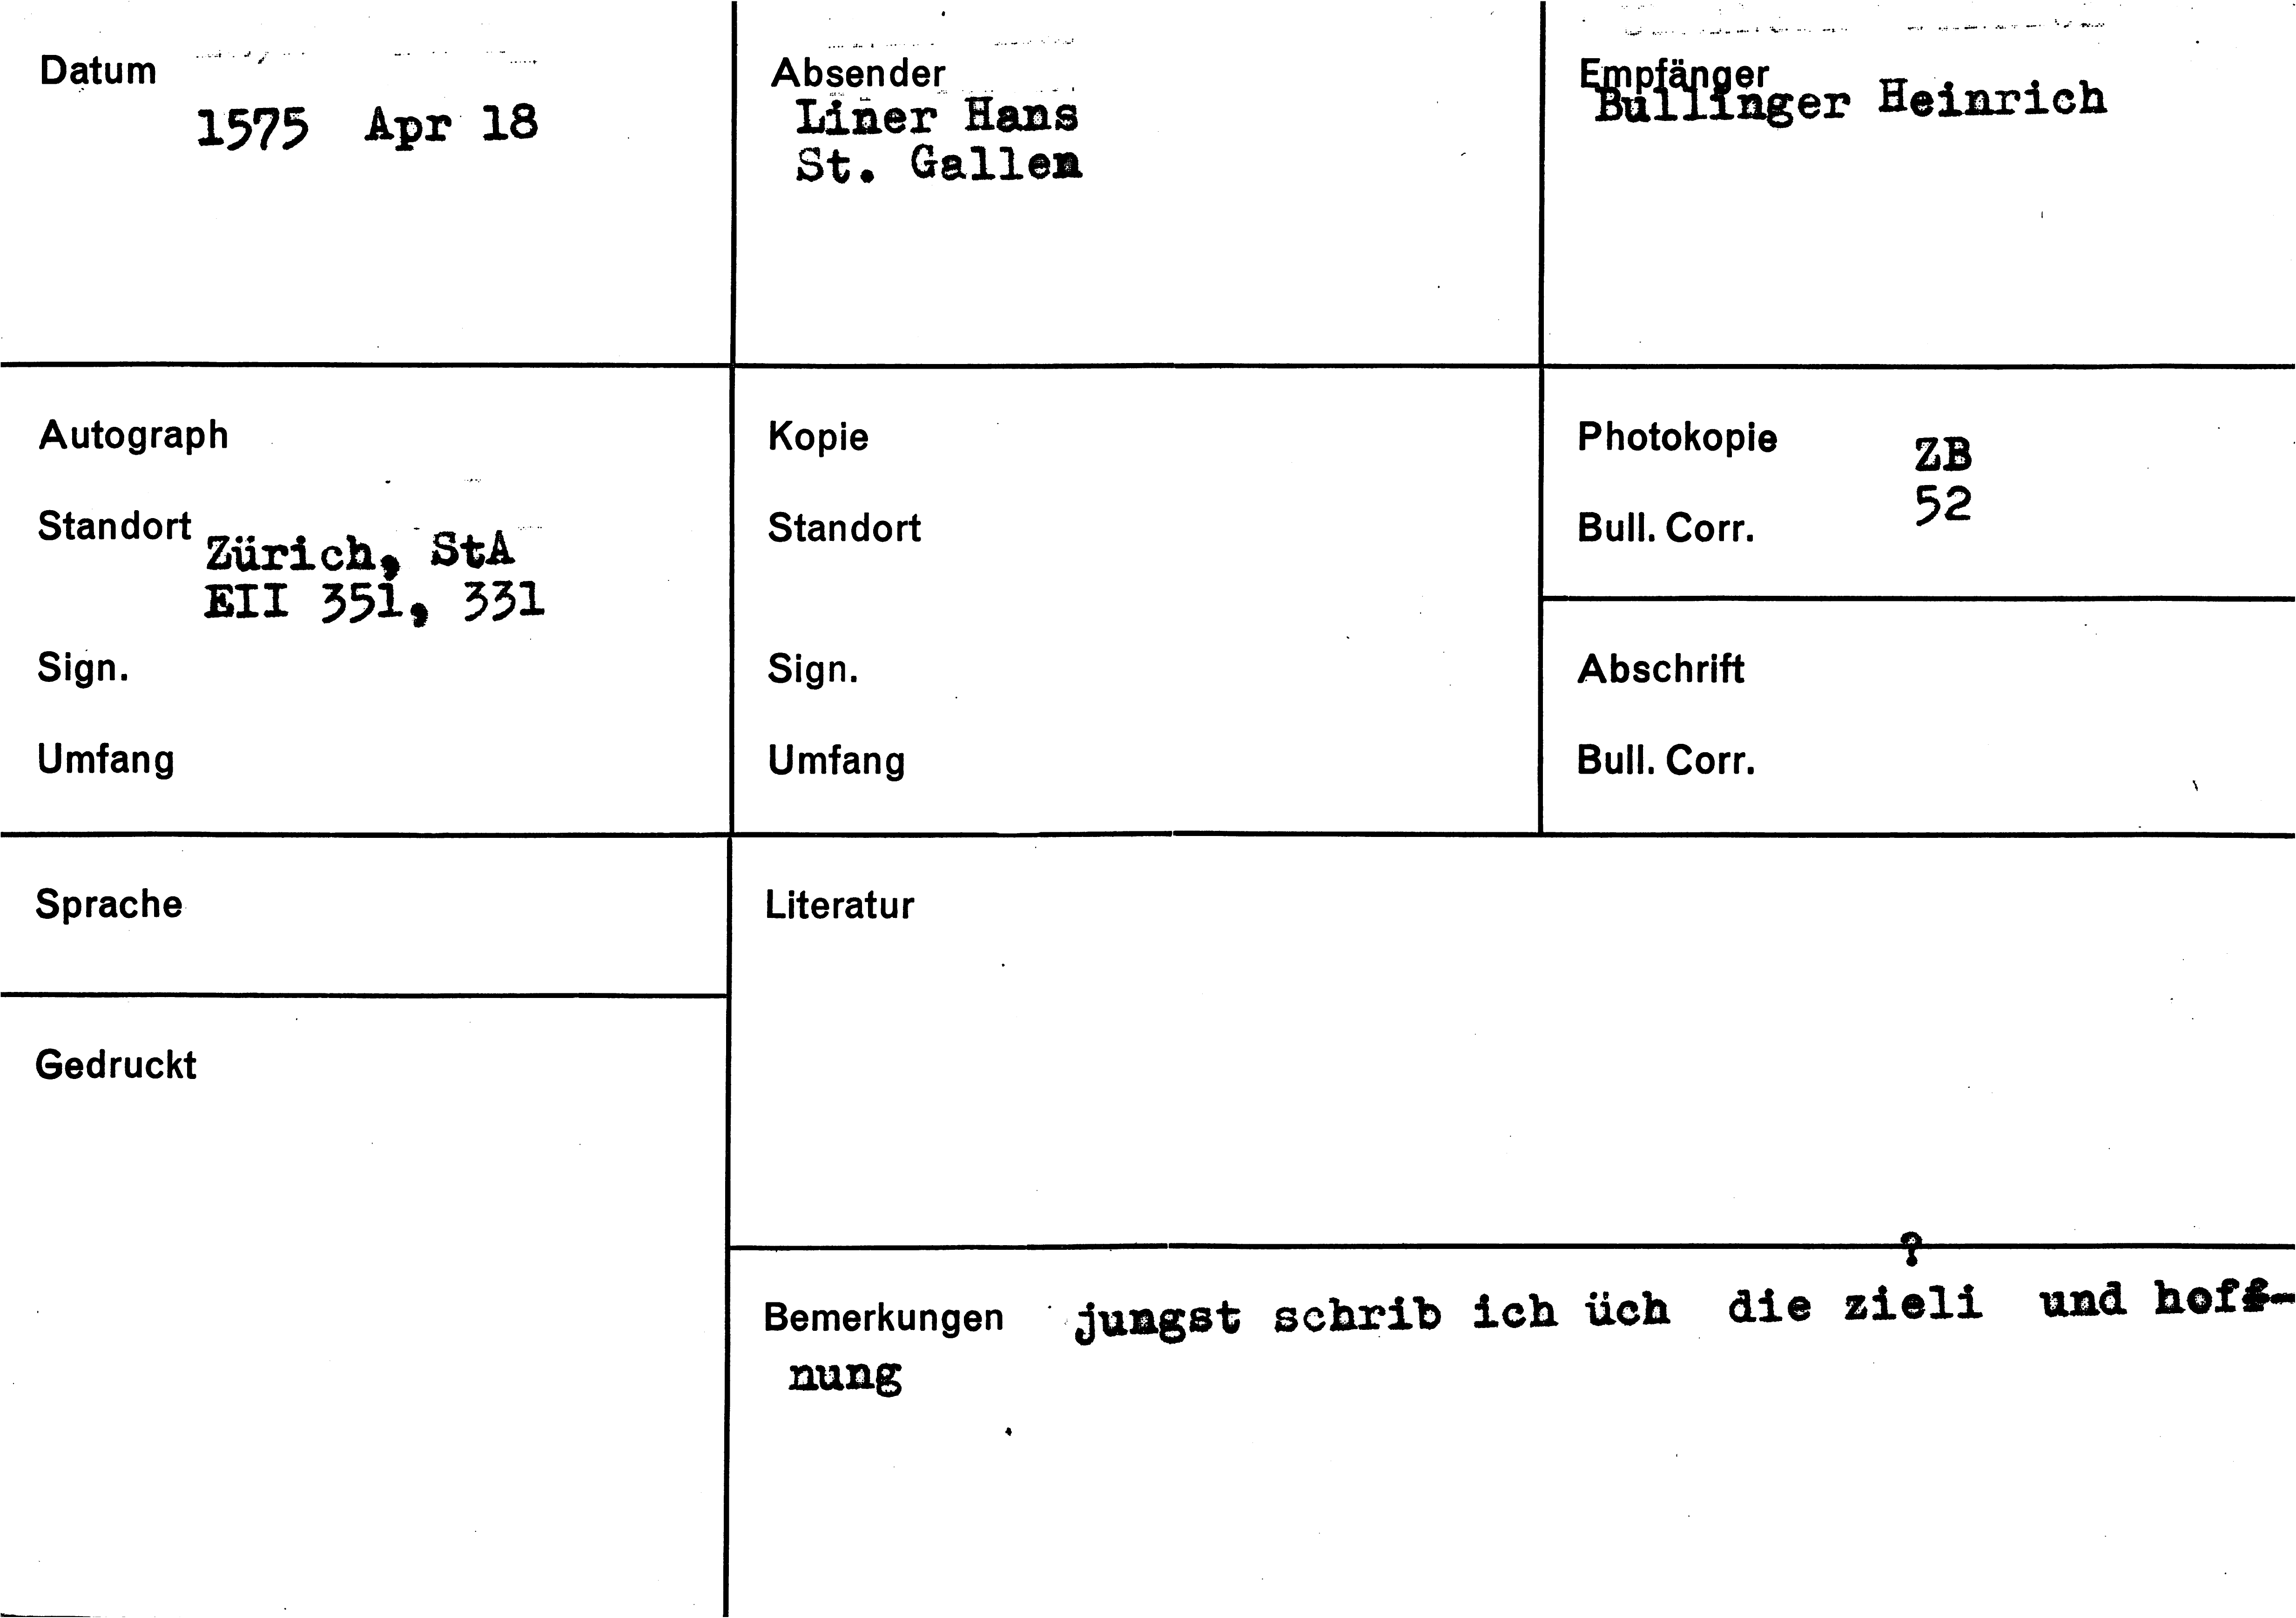 Datum
1575 Apr 18
Absender
Liner Hans
St. Gallen
Empfänger
Bullinger Heinrich
Autograph
Standort
Zürich, StA
EII 351, 331
Sign.
Umfang
Kopie
Standort
Sign.
Umfang
Photokopie ZB
Bull. Corr. 52
Abschrift
Bull. Corr.
Sprache
Gedruckt
Literatur
?
Bemerkungen jungst schrib ich üch die zieli und hoff-
nung